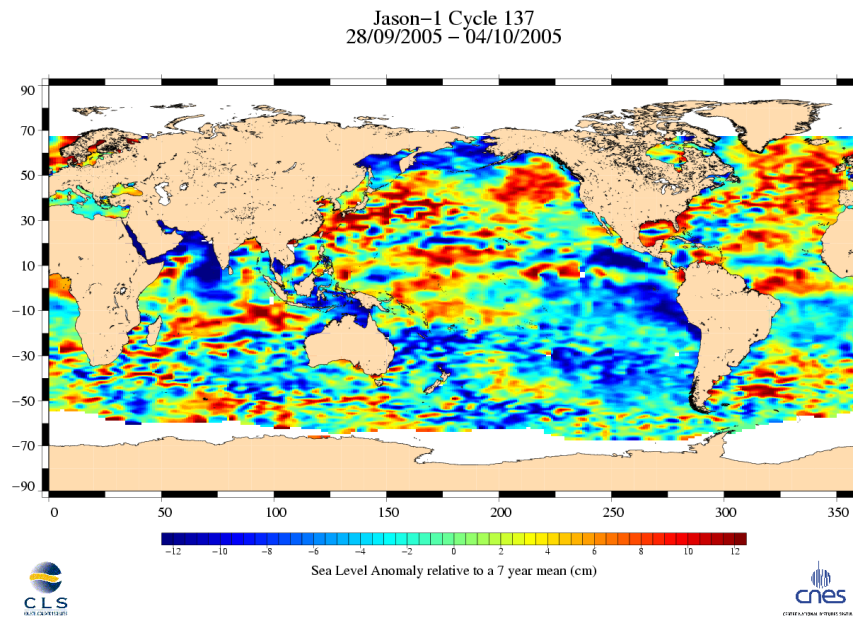 Jason−1 Cycle 137
28/09/2005 − 04/10/2005
90
70
50
30
10
−10
−30
−50
−70
−90
0 50 100 150 200 250 300 350
−12 −10 −8 −6 −4 −2 0 2 4 6 8 10 12
Sea Level Anomaly relative to a 7 year mean (cm)
CLS
cnes